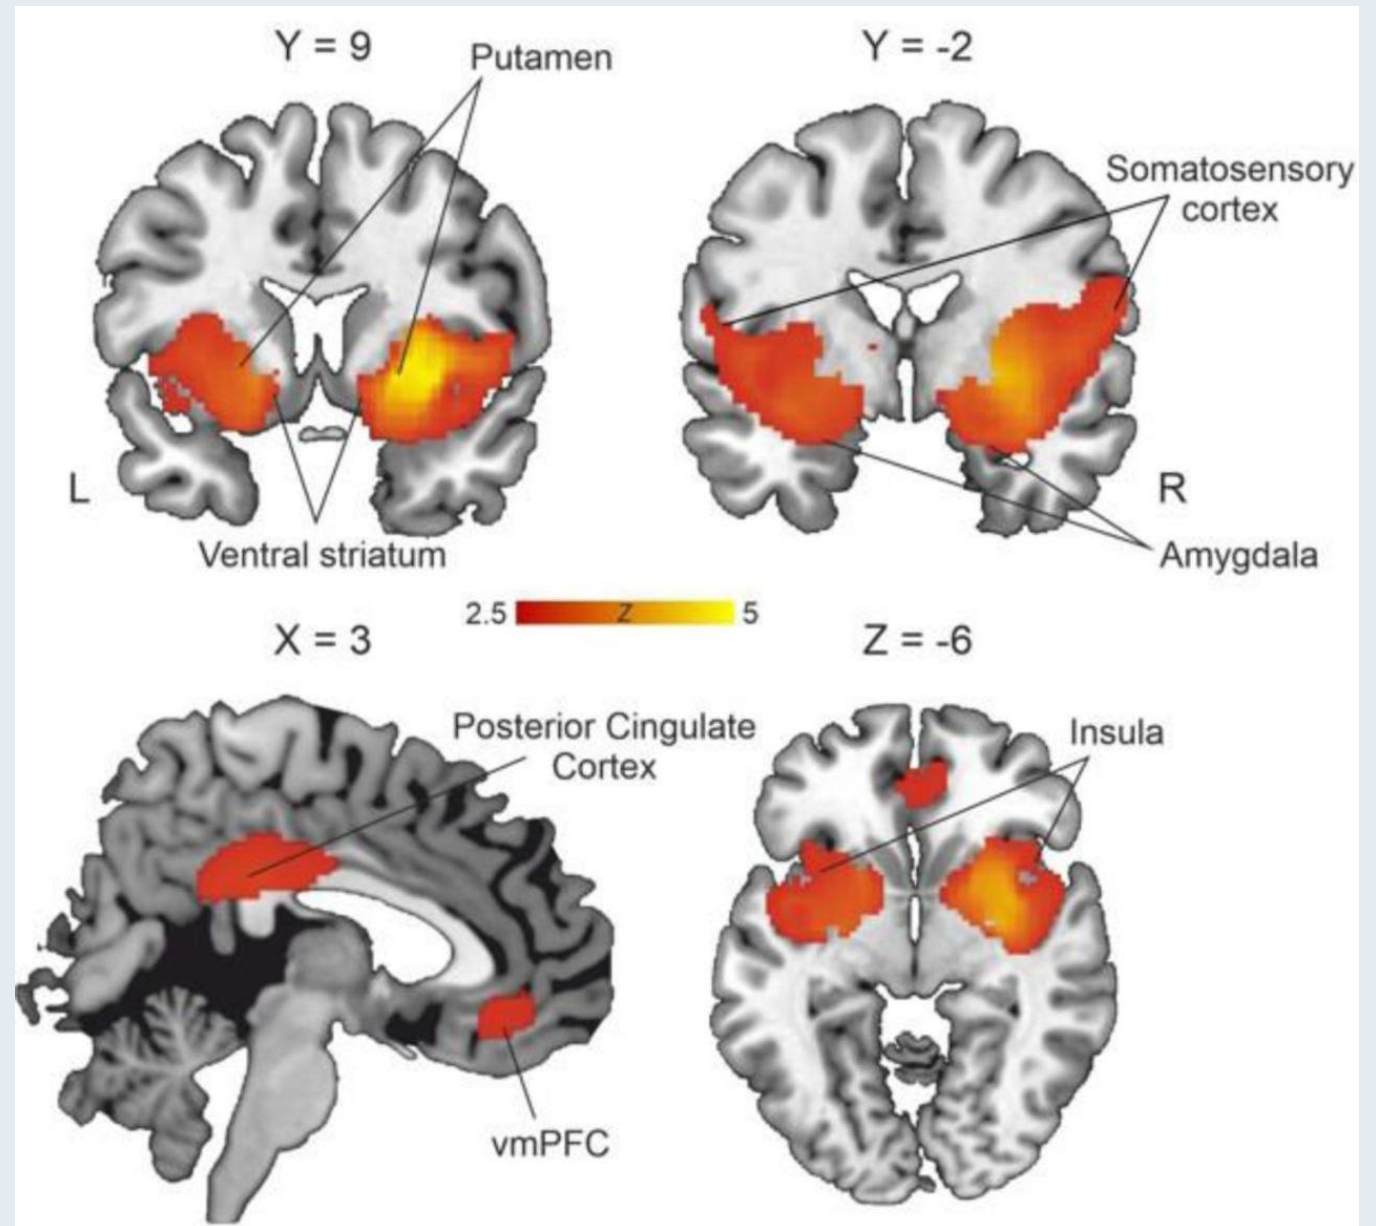 Y = 9
Putamen
Y = -2
Somatosensory
cortex
L
R
Ventral striatum
Amygdala
2.5
Z
5
X = 3
Z = -6
Posterior Cingulate
Cortex
Insula
vmPFC